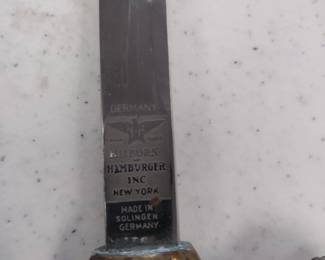 GERMANY
HAMBURGER
INC
NEW YORK
MADE IN
SOLINGEN
GERMANY